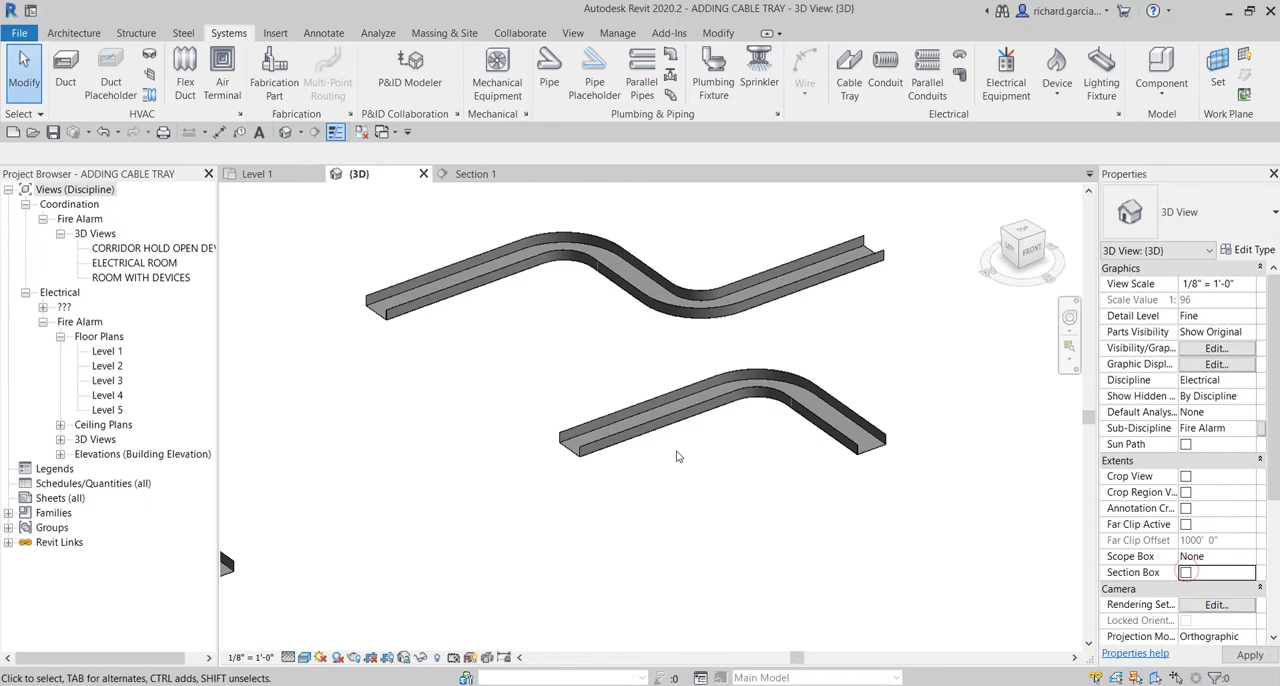 Autodesk Revit 2020.2 - ADDING CABLE TRAY - 3D View: {3D}
richard.garcia...
File Architecture Structure Steel Systems Insert Annotate Analyze Massing & Site Collaborate View Manage Add-Ins Modify
Modify
Duct
Duct Placeholder
Flex Duct
Air Terminal
Fabrication Part
Multi-Point Routing
P&ID Modeler
Mechanical Equipment
Pipe
Pipe Placeholder
Parallel Pipes
Plumbing Fixture
Sprinkler
Wire
Cable Tray
Conduit
Parallel Conduits
Electrical Equipment
Device
Lighting Fixture
Component
Set
Select HVAC Fabrication P&ID Collaboration Mechanical Plumbing & Piping Electrical Model Work Plane
Project Browser - ADDING CABLE TRAY
Views (Discipline)
Coordination
Fire Alarm
3D Views
CORRIDOR HOLD OPEN DEV
ELECTRICAL ROOM
ROOM WITH DEVICES
Electrical
???
Fire Alarm
Floor Plans
Level 1
Level 2
Level 3
Level 4
Level 5
Ceiling Plans
3D Views
Elevations (Building Elevation)
Legends
Schedules/Quantities (all)
Sheets (all)
Families
Groups
Revit Links
Level 1
{3D}
Section 1
TOP
FRONT
Properties
3D View
3D View: {3D} Edit Type
Graphics
View Scale 1/8" = 1'-0"
Scale Value 1: 96
Detail Level Fine
Parts Visibility Show Original
Visibility/Grap... Edit...
Graphic Displ... Edit...
Discipline Electrical
Show Hidden ... By Discipline
Default Analys... None
Sub-Discipline Fire Alarm
Sun Path
Extents
Crop View
Crop Region V...
Annotation Cr...
Far Clip Active
Far Clip Offset 1000' 0"
Scope Box None
Section Box
Camera
Rendering Set... Edit...
Locked Orient...
Projection Mo... Orthographic
Properties help Apply
1/8" = 1'-0"
Click to select, TAB for alternates, CTRL adds, SHIFT unselects.
:0
Main Model
:0